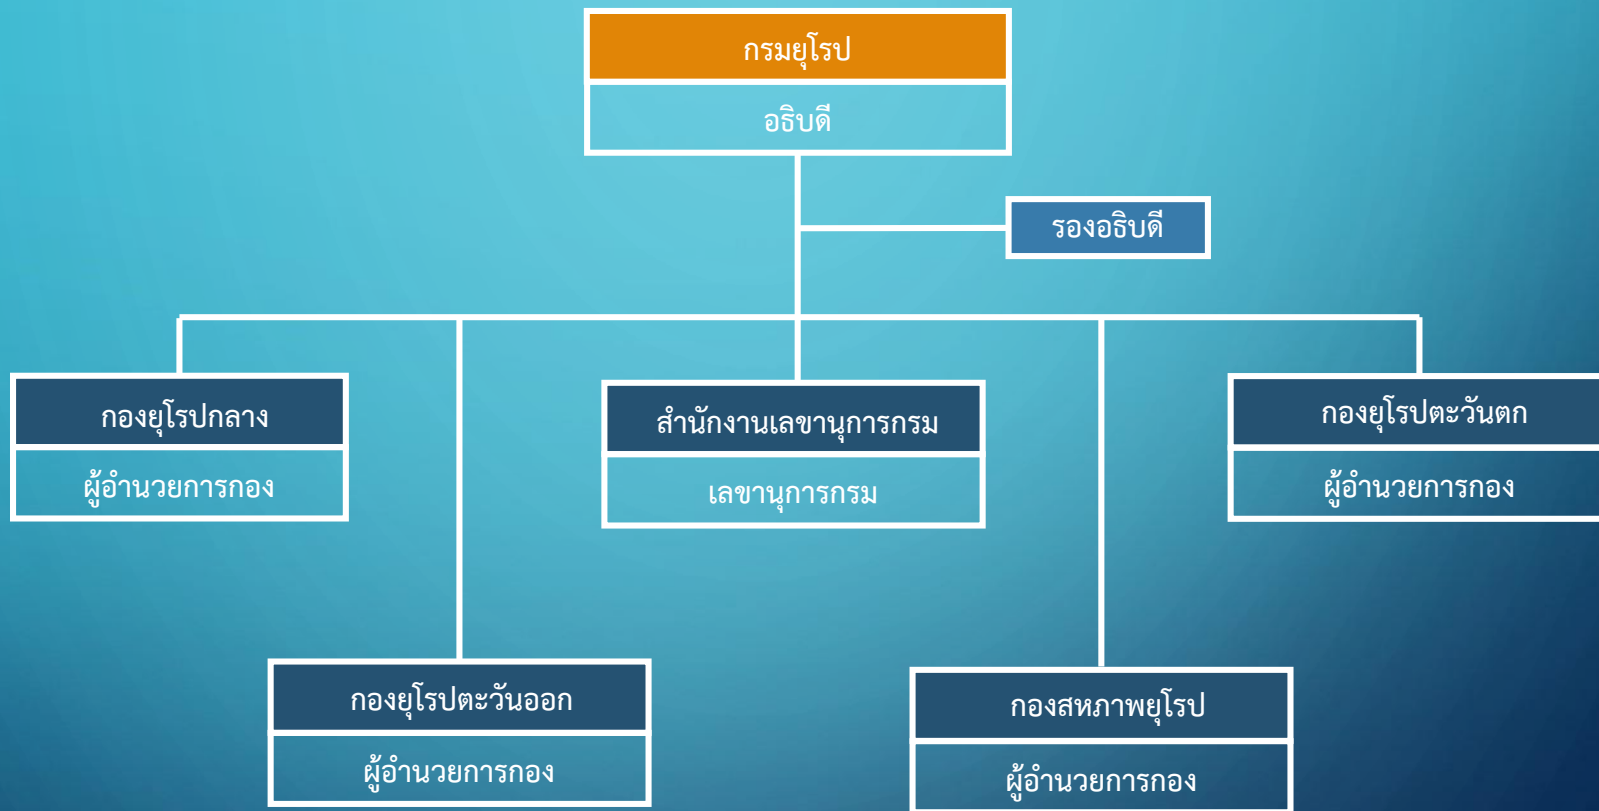 กรมยุโรป
อธิบดี
รองอธิบดี
กองยุโรปกลาง
ผู้อำนวยการกอง
สำนักงานเลขานุการกรม
เลขานุการกรม
กองยุโรปตะวันตก
ผู้อำนวยการกอง
กองยุโรปตะวันออก
ผู้อำนวยการกอง
กองสหภาพยุโรป
ผู้อำนวยการกอง